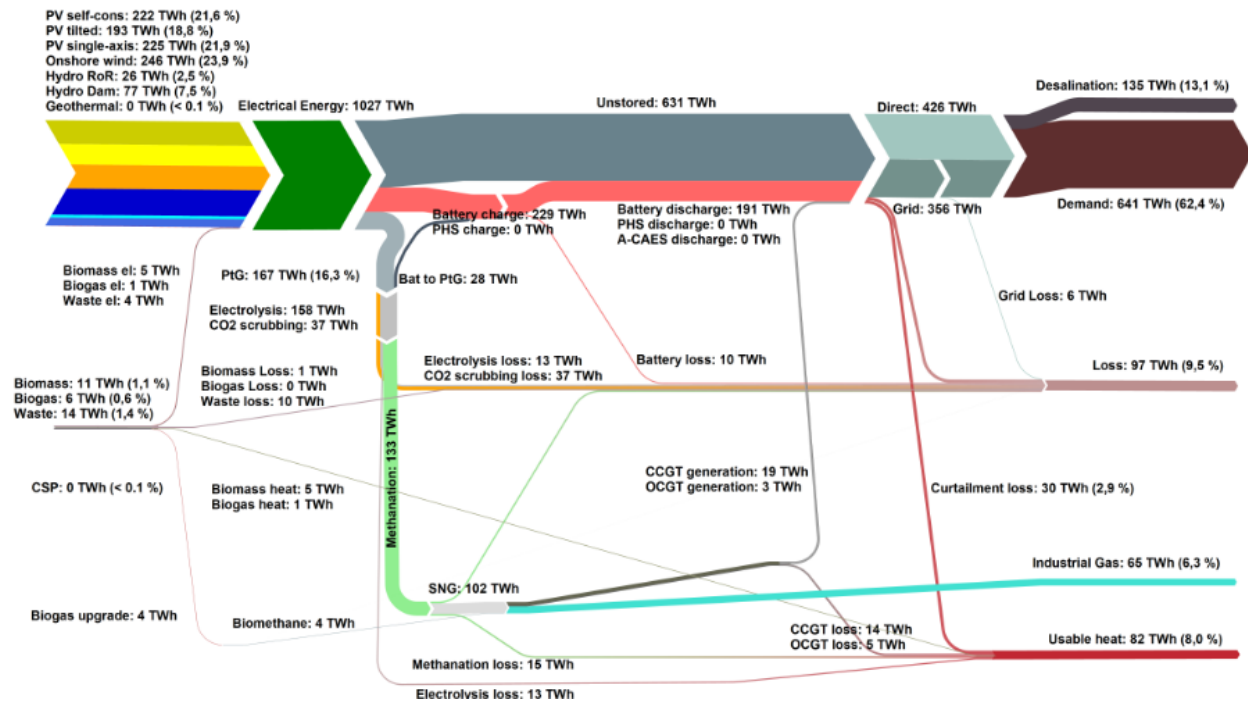 PV self-cons: 222 TWh (21,6 %)
PV tilted: 193 TWh (18,8 %)
PV single-axis: 225 TWh (21,9 %)
Onshore wind: 246 TWh (23,9 %)
Hydro RoR: 26 TWh (2,5 %)
Hydro Dam: 77 TWh (7,5 %)
Geothermal: 0 TWh (< 0.1 %)
Electrical Energy: 1027 TWh
Unstored: 631 TWh
Direct: 426 TWh
Desalination: 135 TWh (13,1 %)
Battery charge: 229 TWh
PHS charge: 0 TWh
Battery discharge: 191 TWh
PHS discharge: 0 TWh
A-CAES discharge: 0 TWh
Grid: 356 TWh
Demand: 641 TWh (62,4 %)
Biomass el: 5 TWh
Biogas el: 1 TWh
Waste el: 4 TWh
PtG: 167 TWh (16,3 %)
Bat to PtG: 28 TWh
Grid Loss: 6 TWh
Electrolysis: 158 TWh
CO2 scrubbing: 37 TWh
Biomass Loss: 1 TWh
Biogas Loss: 0 TWh
Waste loss: 10 TWh
Electrolysis loss: 13 TWh
CO2 scrubbing loss: 37 TWh
Battery loss: 10 TWh
Loss: 97 TWh (9,5 %)
Biomass: 11 TWh (1,1 %)
Biogas: 6 TWh (0,6 %)
Waste: 14 TWh (1,4 %)
Methanation: 133 TWh
CSP: 0 TWh (< 0.1 %)
Biomass heat: 5 TWh
Biogas heat: 1 TWh
CCGT generation: 19 TWh
OCGT generation: 3 TWh
Curtailment loss: 30 TWh (2,9 %)
SNG: 102 TWh
Industrial Gas: 65 TWh (6,3 %)
Biogas upgrade: 4 TWh
Biomethane: 4 TWh
CCGT loss: 14 TWh
OCGT loss: 5 TWh
Usable heat: 82 TWh (8,0 %)
Methanation loss: 15 TWh
Electrolysis loss: 13 TWh